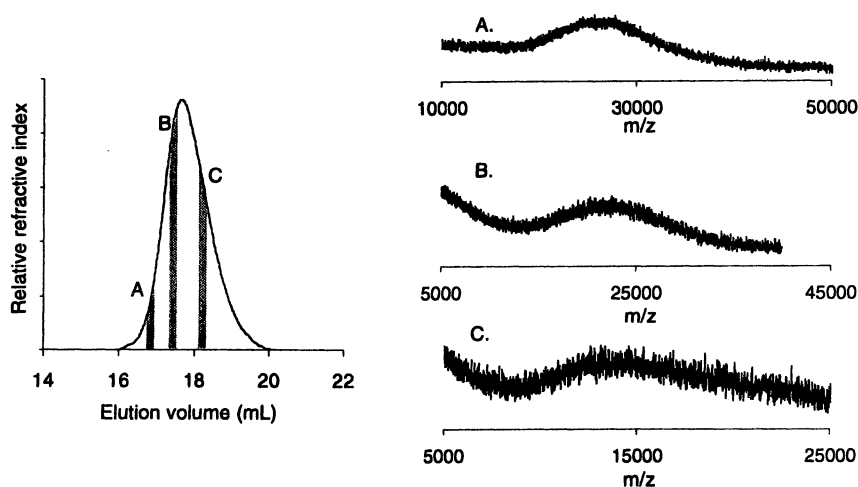 Relative refractive index
A
B
C
14 16 18 20 22
Elution volume (mL)
A.
10000 30000 50000
m/z
B.
5000 25000 45000
m/z
C.
5000 15000 25000
m/z